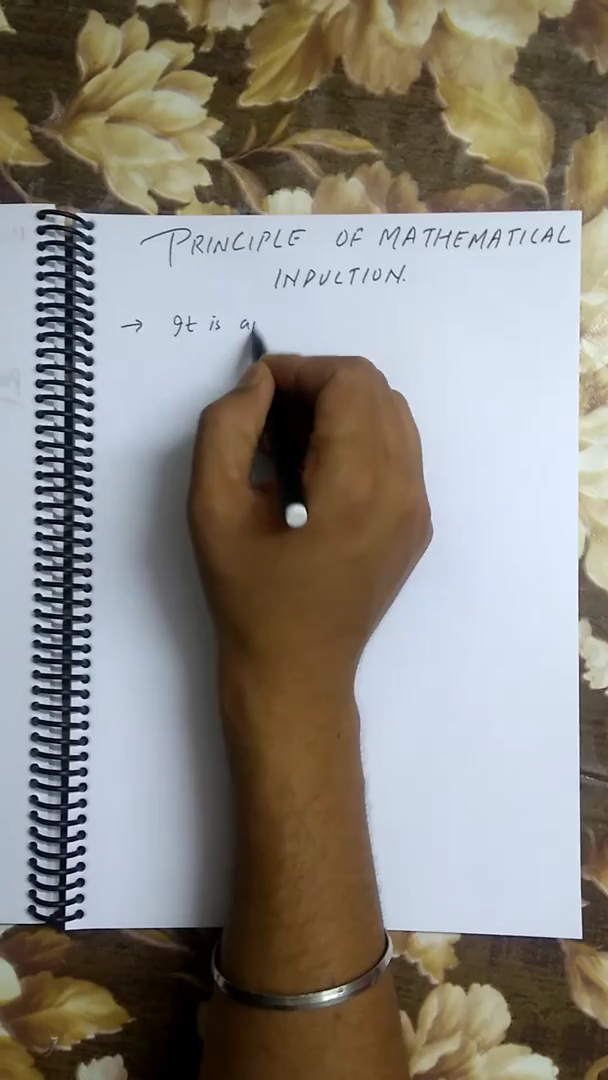 PRINCIPLE OF MATHEMATICAL
INDUCTION.
→ It is a